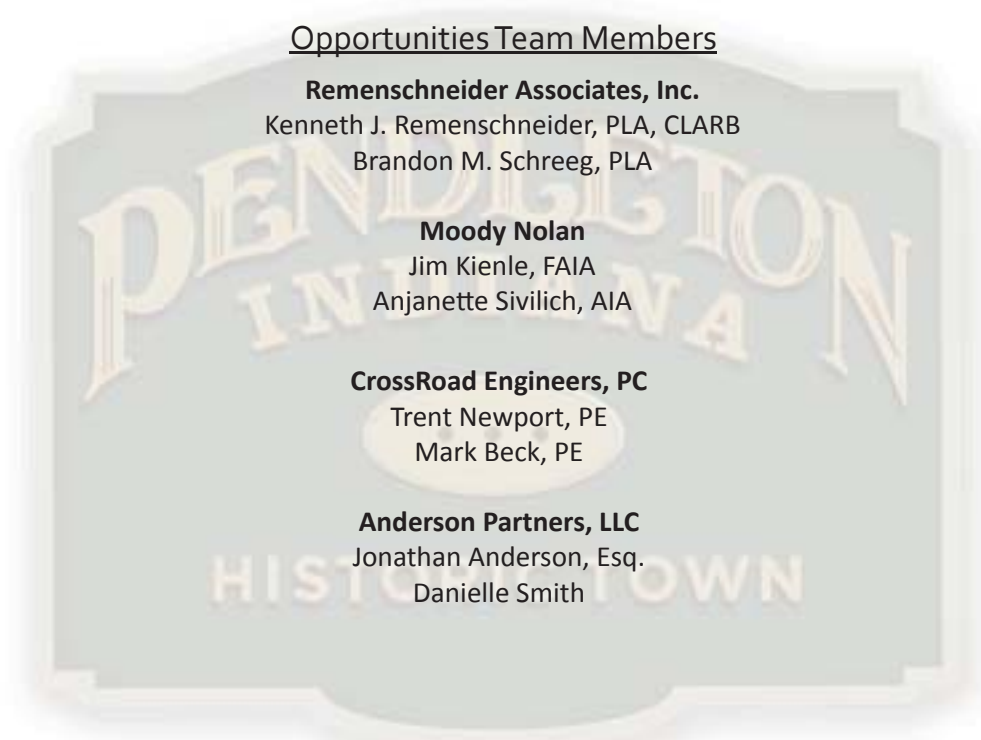 Opportunities Team Members
Remenschneider Associates, Inc.
Kenneth J. Remenschneider, PLA, CLARB
Brandon M. Schreeg, PLA
Moody Nolan
Jim Kienle, FAIA
Anjanette Sivilich, AIA
CrossRoad Engineers, PC
Trent Newport, PE
Mark Beck, PE
Anderson Partners, LLC
Jonathan Anderson, Esq.
Danielle Smith
PENDLETON
INDIANA
HISTORIC TOWN